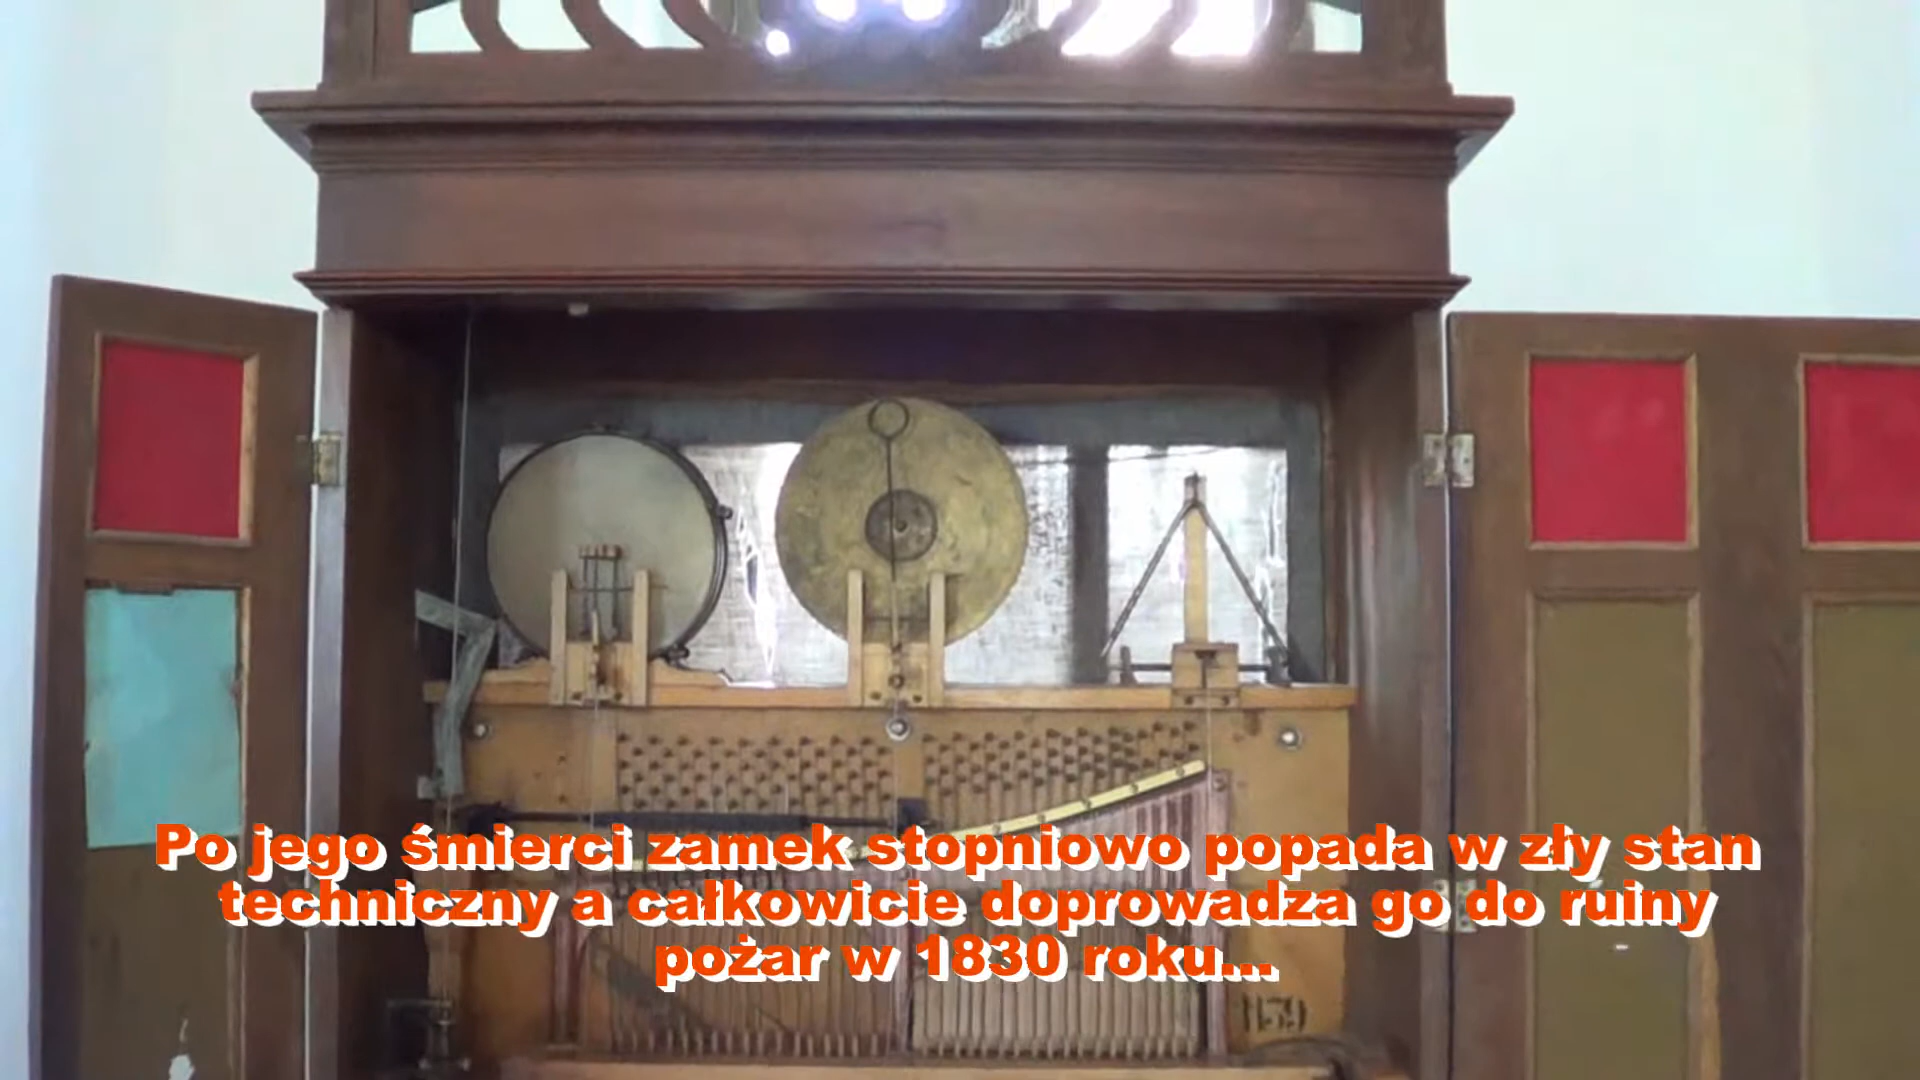 Po jego śmierci zamek stopniowo popada w zły stan
techniczny a całkowicie doprowadza go do ruiny
pożar w 1830 roku...